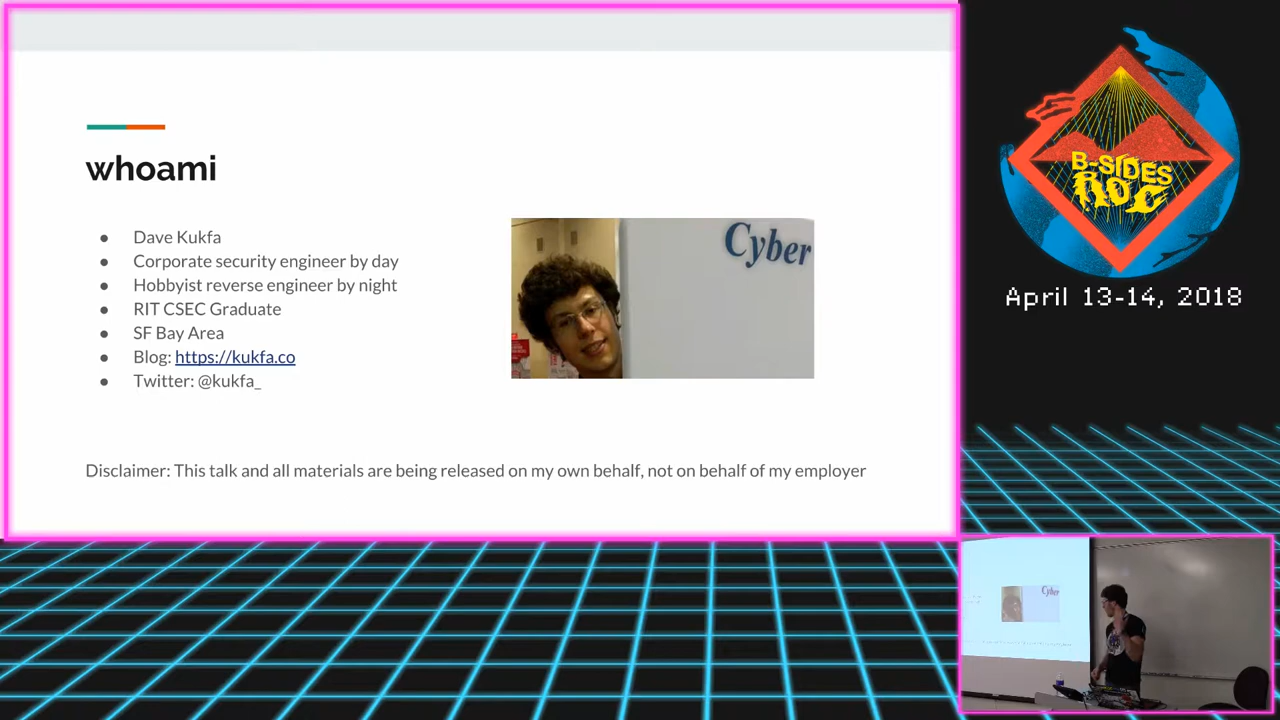 whoami
● Dave Kukfa
● Corporate security engineer by day
● Hobbyist reverse engineer by night
● RIT CSEC Graduate
● SF Bay Area
● Blog: https://kukfa.co
● Twitter: @kukfa_
Cyber
Disclaimer: This talk and all materials are being released on my own behalf, not on behalf of my employer
B-SIDES
ROC
April 13-14, 2018
Cyber